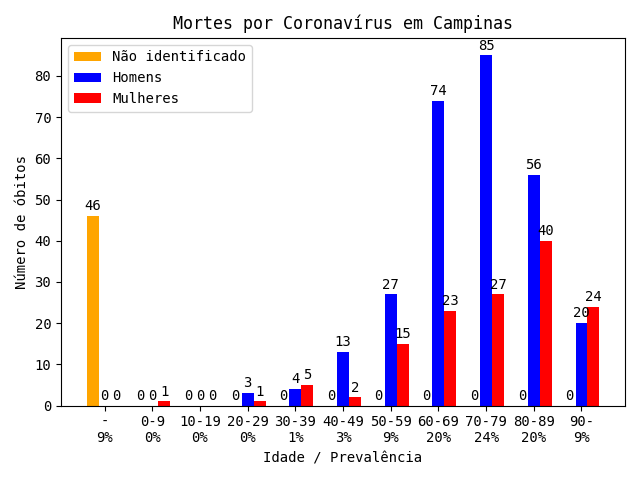 Mortes por Coronavírus em Campinas
Não identificado
Homens
Mulheres
Número de óbitos
80
70
60
50
40
30
20
10
0
46 0 0
0 0 1
0 0 0
0 3 1
0 4 5
0 13 2
0 27 15
0 74 23
0 85 27
0 56 40
0 20 24
- 0-9 10-19 20-29 30-39 40-49 50-59 60-69 70-79 80-89 90-
9% 0% 0% 0% 1% 3% 9% 20% 24% 20% 9%
Idade / Prevalência